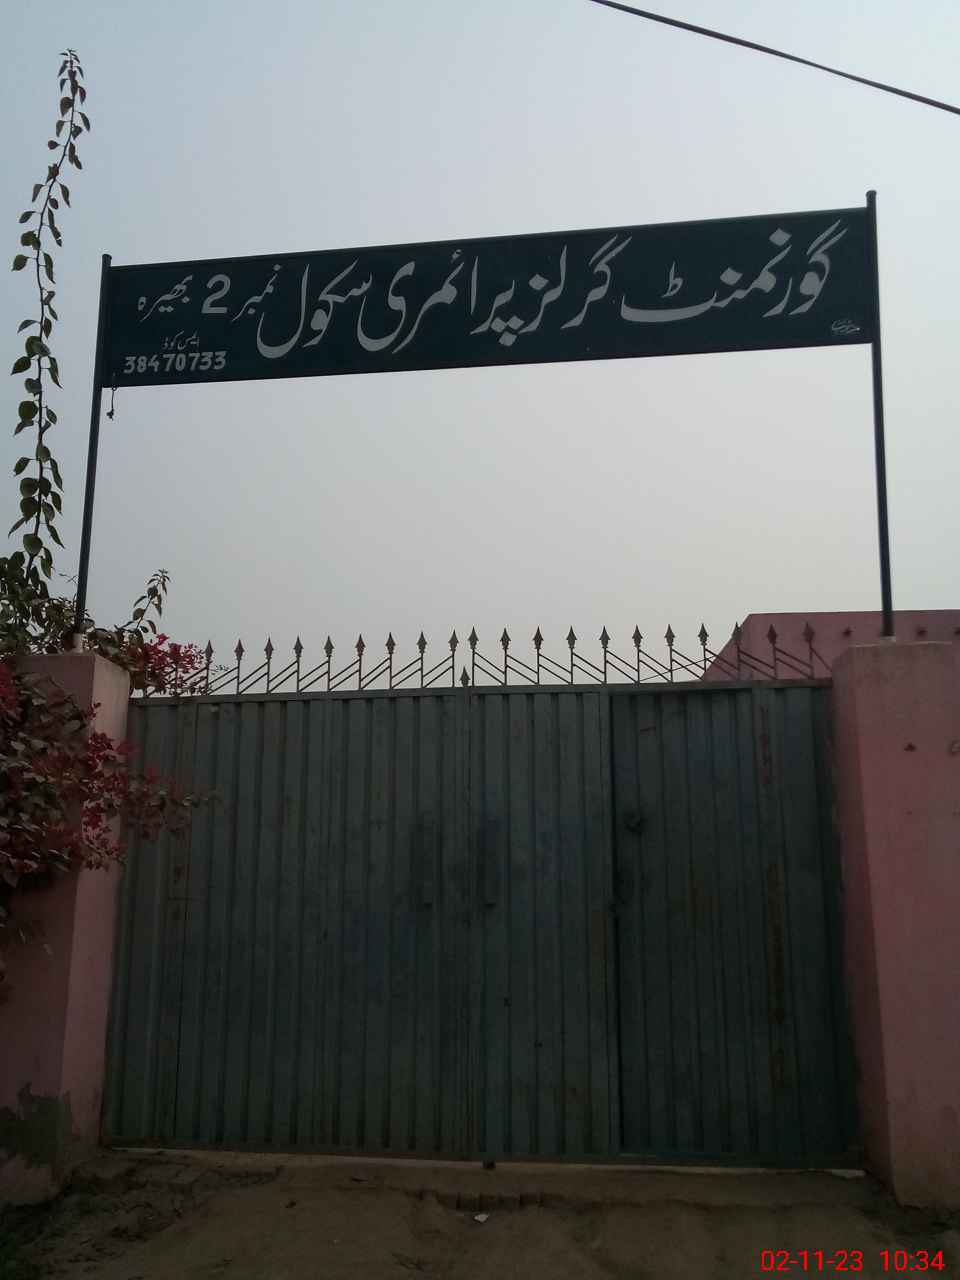 گورنمنٹ گرلز پرائمری سکول نمبر 2 بھیرہ
ایس کوڈ
38470733
02-11-23 10:34